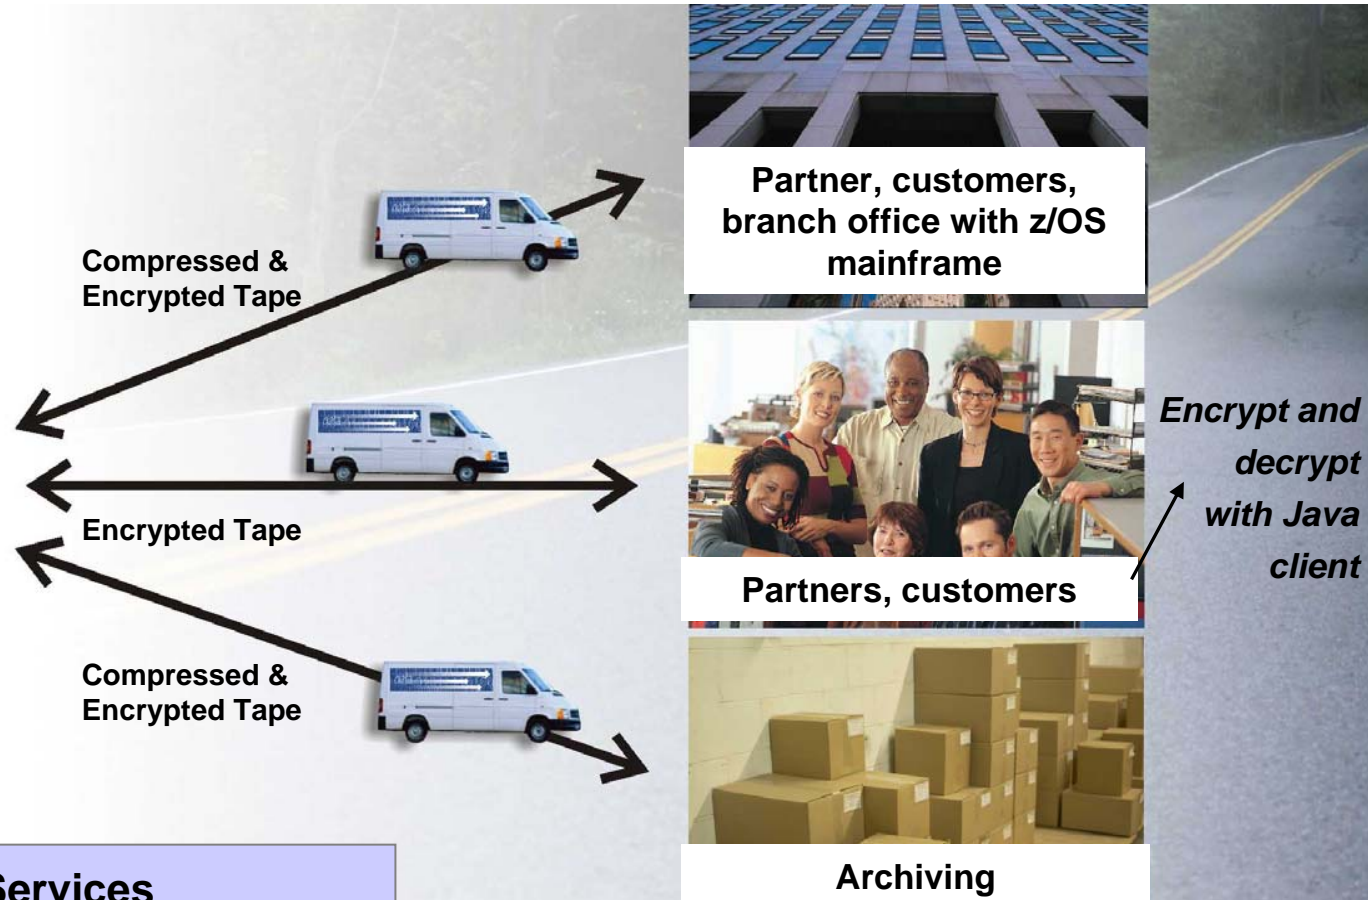 Partner, customers,
branch office with z/OS
mainframe
Compressed &
Encrypted Tape
Encrypt and
decrypt
with Java
client
Encrypted Tape
Partners, customers
Compressed &
Encrypted Tape
Archiving
Services